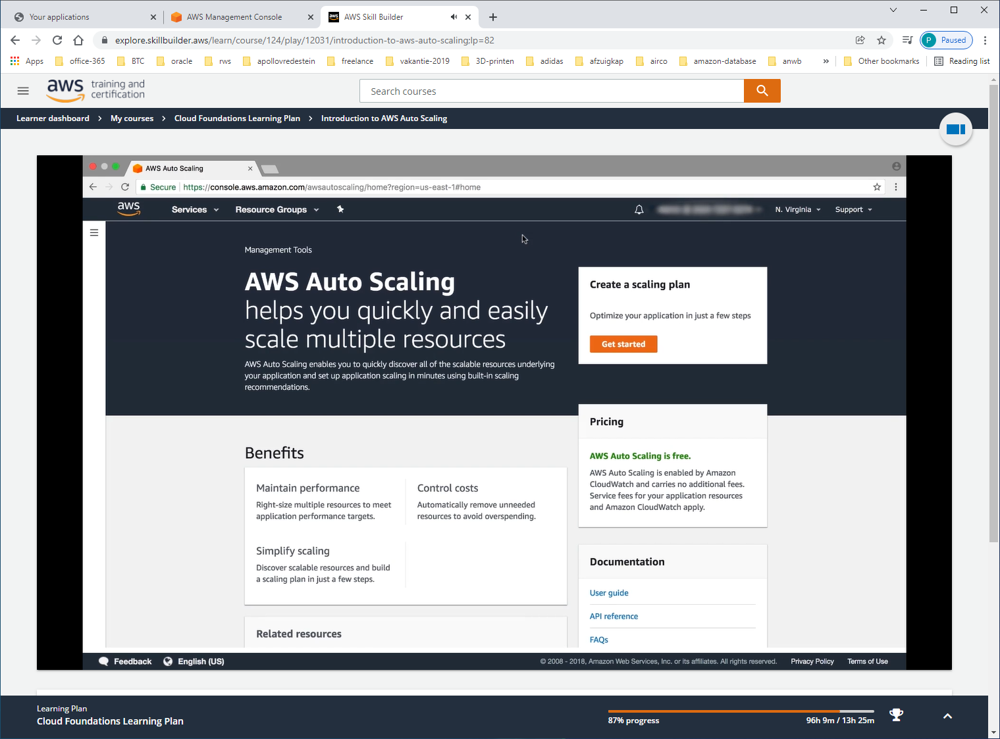 Your applications
AWS Management Console
AWS Skill Builder
explore.skillbuilder.aws/learn/course/124/play/12031/introduction-to-aws-auto-scaling;lp=82
P Paused
Apps
office-365
BTC
oracle
rws
apollovredestein
freelance
vakantie-2019
3D-printen
adidas
afzuigkap
airco
amazon-database
anwb
»
Other bookmarks
Reading list
aws training and
certification
Search courses
Learner dashboard > My courses > Cloud Foundations Learning Plan > Introduction to AWS Auto Scaling
AWS Auto Scaling
Secure https://console.aws.amazon.com/awsautoscaling/home?region=us-east-1#home
aws
Services
Resource Groups
N. Virginia
Support
Management Tools
AWS Auto Scaling
helps you quickly and easily
scale multiple resources
AWS Auto Scaling enables you to quickly discover all of the scalable resources underlying
your application and set up application scaling in minutes using built-in scaling
recommendations.
Create a scaling plan
Optimize your application in just a few steps
Get started
Pricing
AWS Auto Scaling is free.
AWS Auto Scaling is enabled by Amazon
CloudWatch and carries no additional fees.
Service fees for your application resources
and Amazon CloudWatch apply.
Benefits
Maintain performance
Right-size multiple resources to meet
application performance targets.
Control costs
Automatically remove unneeded
resources to avoid overspending.
Simplify scaling
Discover scalable resources and build
a scaling plan in just a few steps.
Documentation
User guide
API reference
FAQs
Related resources
Feedback
English (US)
© 2008 - 2018, Amazon Web Services, Inc. or its affiliates. All rights reserved.
Privacy Policy
Terms of Use
Learning Plan
Cloud Foundations Learning Plan
87% progress
96h 9m / 13h 25m